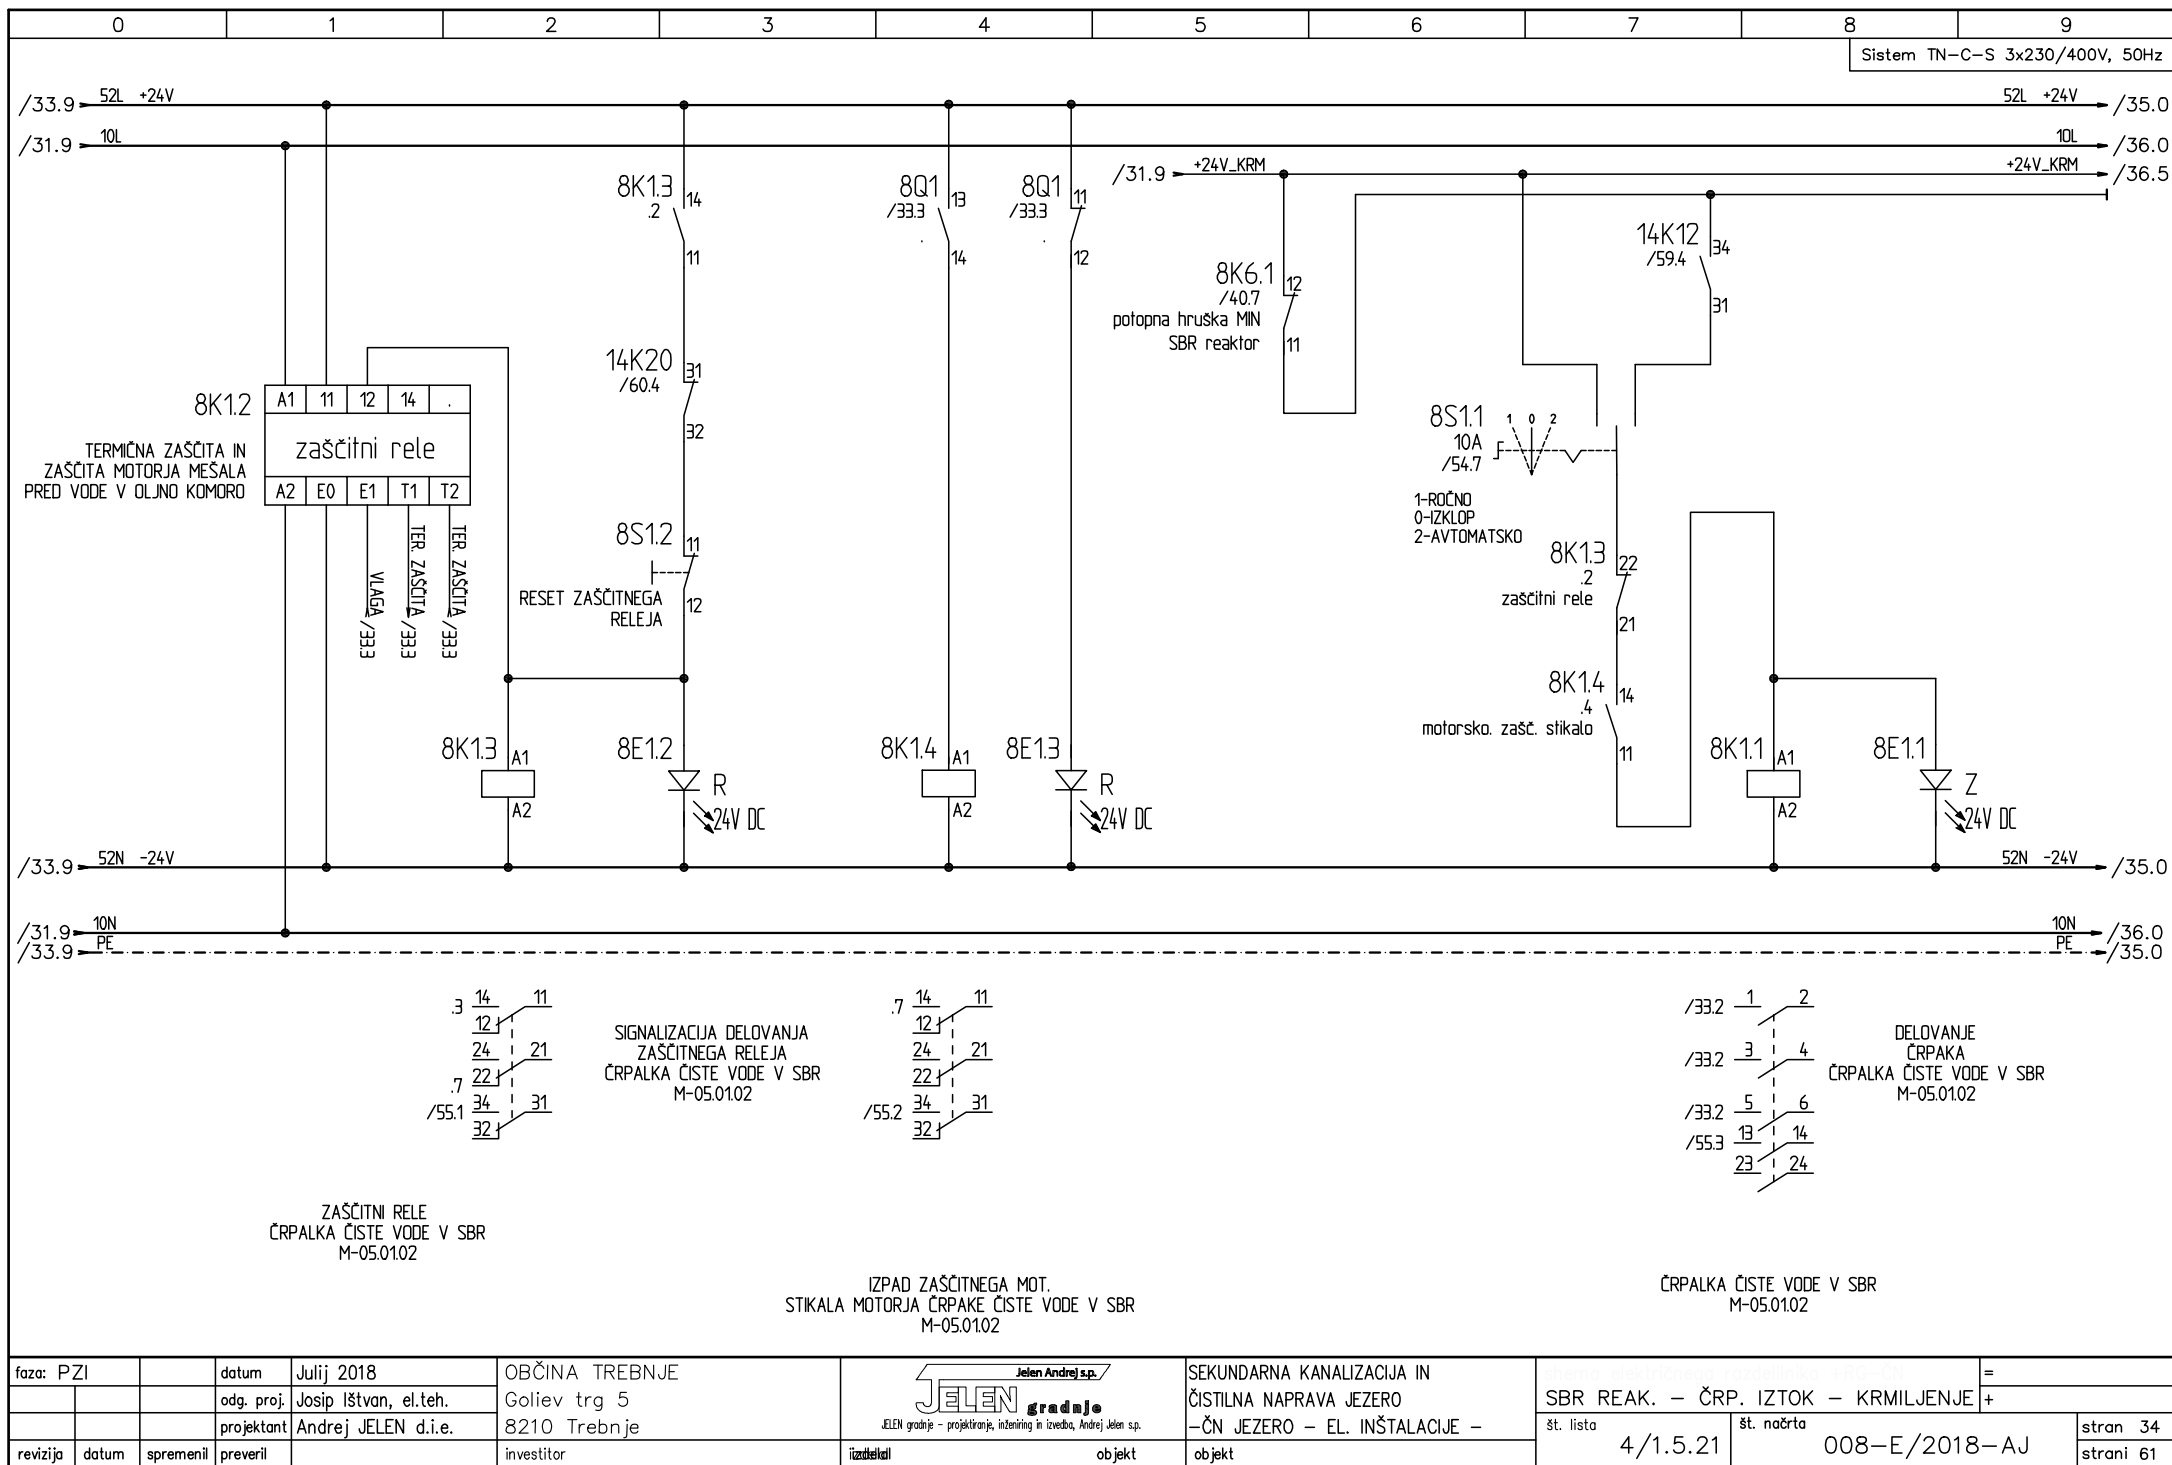 0 1 2 3 4 5 6 7 8 9
Sistem TN-C-S 3x230/400V, 50Hz
/33.9 52L +24V 52L +24V /35.0
/31.9 10L 10L /36.0
/31.9 +24V_KRM +24V_KRM /36.5
8K1.3 14
.2
11
8Q1 13
/33.3
.
14
8Q1 11
/33.3
.
12
14K12 34
/59.4
31
8K6.1 12
/40.7
potopna hruška MIN
SBR reaktor 11
14K20 31
/60.4
32
8K1.2 A1 11 12 14 .
zaščitni rele
A2 E0 E1 T1 T2
TERMIČNA ZAŠČITA IN
ZAŠČITA MOTORJA MEŠALA
PRED VODE V OLJNO KOMORO
VLAGA /33.3
TER. ZAŠČITA /33.3
TER. ZAŠČITA /33.3
8S1.1 1 0 2
10A
/54.7
1-ROČNO
0-IZKLOP
2-AVTOMATSKO
8S1.2 11
RESET ZAŠČITNEGA
RELEJA
12
8K1.3 22
.2
zaščitni rele
21
8K1.4 14
.4
motorsko. zašč. stikalo
11
8K1.3 A1
A2
8E1.2 R
24V DC
8K1.4 A1
A2
8E1.3 R
24V DC
8K1.1 A1
A2
8E1.1 Z
24V DC
/33.9 52N -24V 52N -24V /35.0
/31.9 10N 10N /36.0
/33.9 PE PE /35.0
.3 14 11
12
24 21
.7 22
/55.1 34 31
32
SIGNALIZACIJA DELOVANJA
ZAŠČITNEGA RELEJA
ČRPALKA ČISTE VODE V SBR
M-05.01.02
.7 14 11
12
24 21
22
/55.2 34 31
32
/33.2 1 2
/33.2 3 4
/33.2 5 6
/55.3 13 14
23 24
DELOVANJE
ČRPAKA
ČRPALKA ČISTE VODE V SBR
M-05.01.02
ZAŠČITNI RELE
ČRPALKA ČISTE VODE V SBR
M-05.01.02
IZPAD ZAŠČITNEGA MOT.
STIKALA MOTORJA ČRPAKE ČISTE VODE V SBR
M-05.01.02
ČRPALKA ČISTE VODE V SBR
M-05.01.02
faza: PZI
datum Julij 2018
odg. proj. Josip Ištvan, el.teh.
projektant Andrej JELEN d.i.e.
revizija datum spremenil preveril
OBČINA TREBNJE
Goliev trg 5
8210 Trebnje
investitor
Jelen Andrej s.p.
JELEN gradnje
JELEN gradnje - projektiranje, inženiring in izvedba, Andrej Jelen s.p.
objekt
SEKUNDARNA KANALIZACIJA IN
ČISTILNA NAPRAVA JEZERO
-ČN JEZERO - EL. INŠTALACIJE -
objekt
=
SBR REAK. - ČRP. IZTOK - KRMILJENJE +
št. lista
4/1.5.21
št. načrta
008-E/2018-AJ
stran 34
strani 61